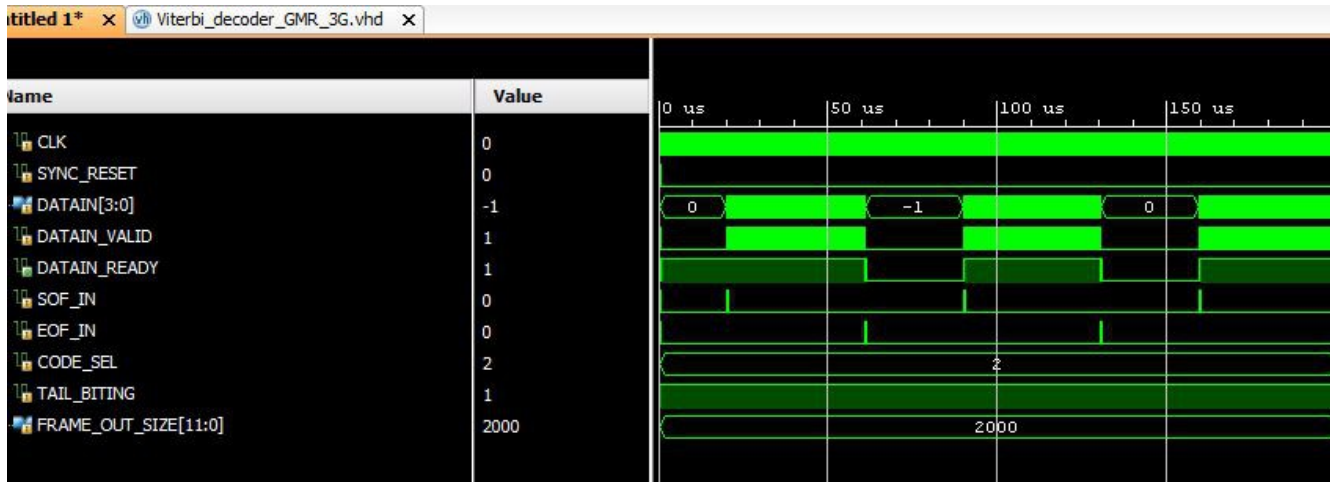 ntitled 1* × Viterbi_decoder_GMR_3G.vhd ×
Name Value
0 us 50 us 100 us 150 us
CLK 0
SYNC_RESET 0
DATAIN[3:0] -1 0 -1 0
DATAIN_VALID 1
DATAIN_READY 1
SOF_IN 0
EOF_IN 0
CODE_SEL 2 2
TAIL_BITING 1
FRAME_OUT_SIZE[11:0] 2000 2000